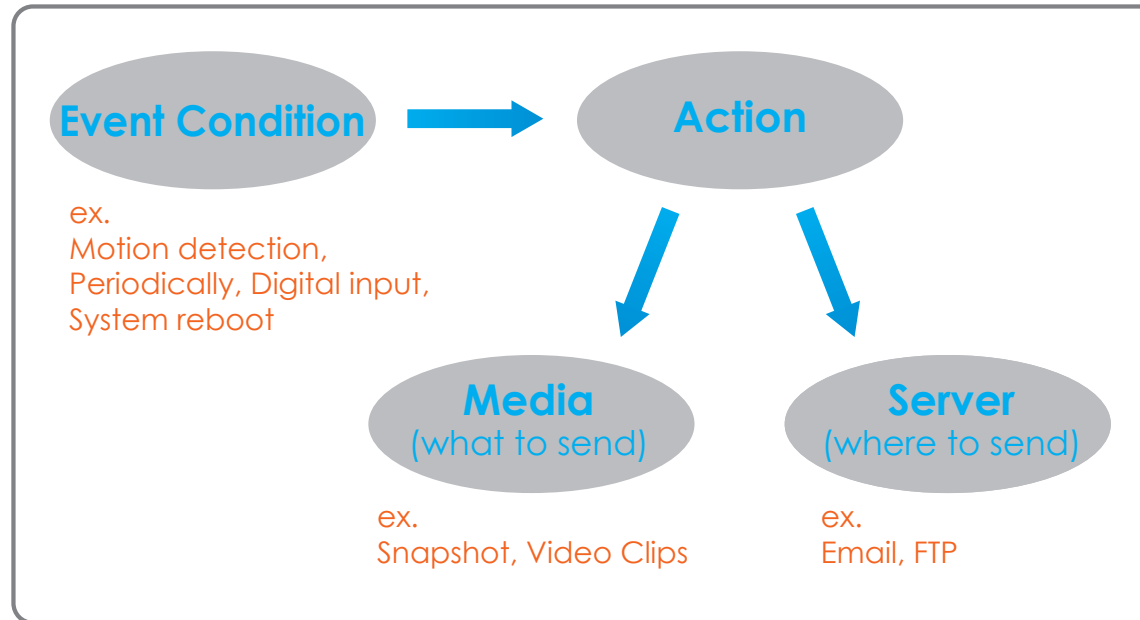 Event Condition
Action
ex.
Motion detection,
Periodically, Digital input,
System reboot
Media
(what to send)
Server
(where to send)
ex.
Snapshot, Video Clips
ex.
Email, FTP